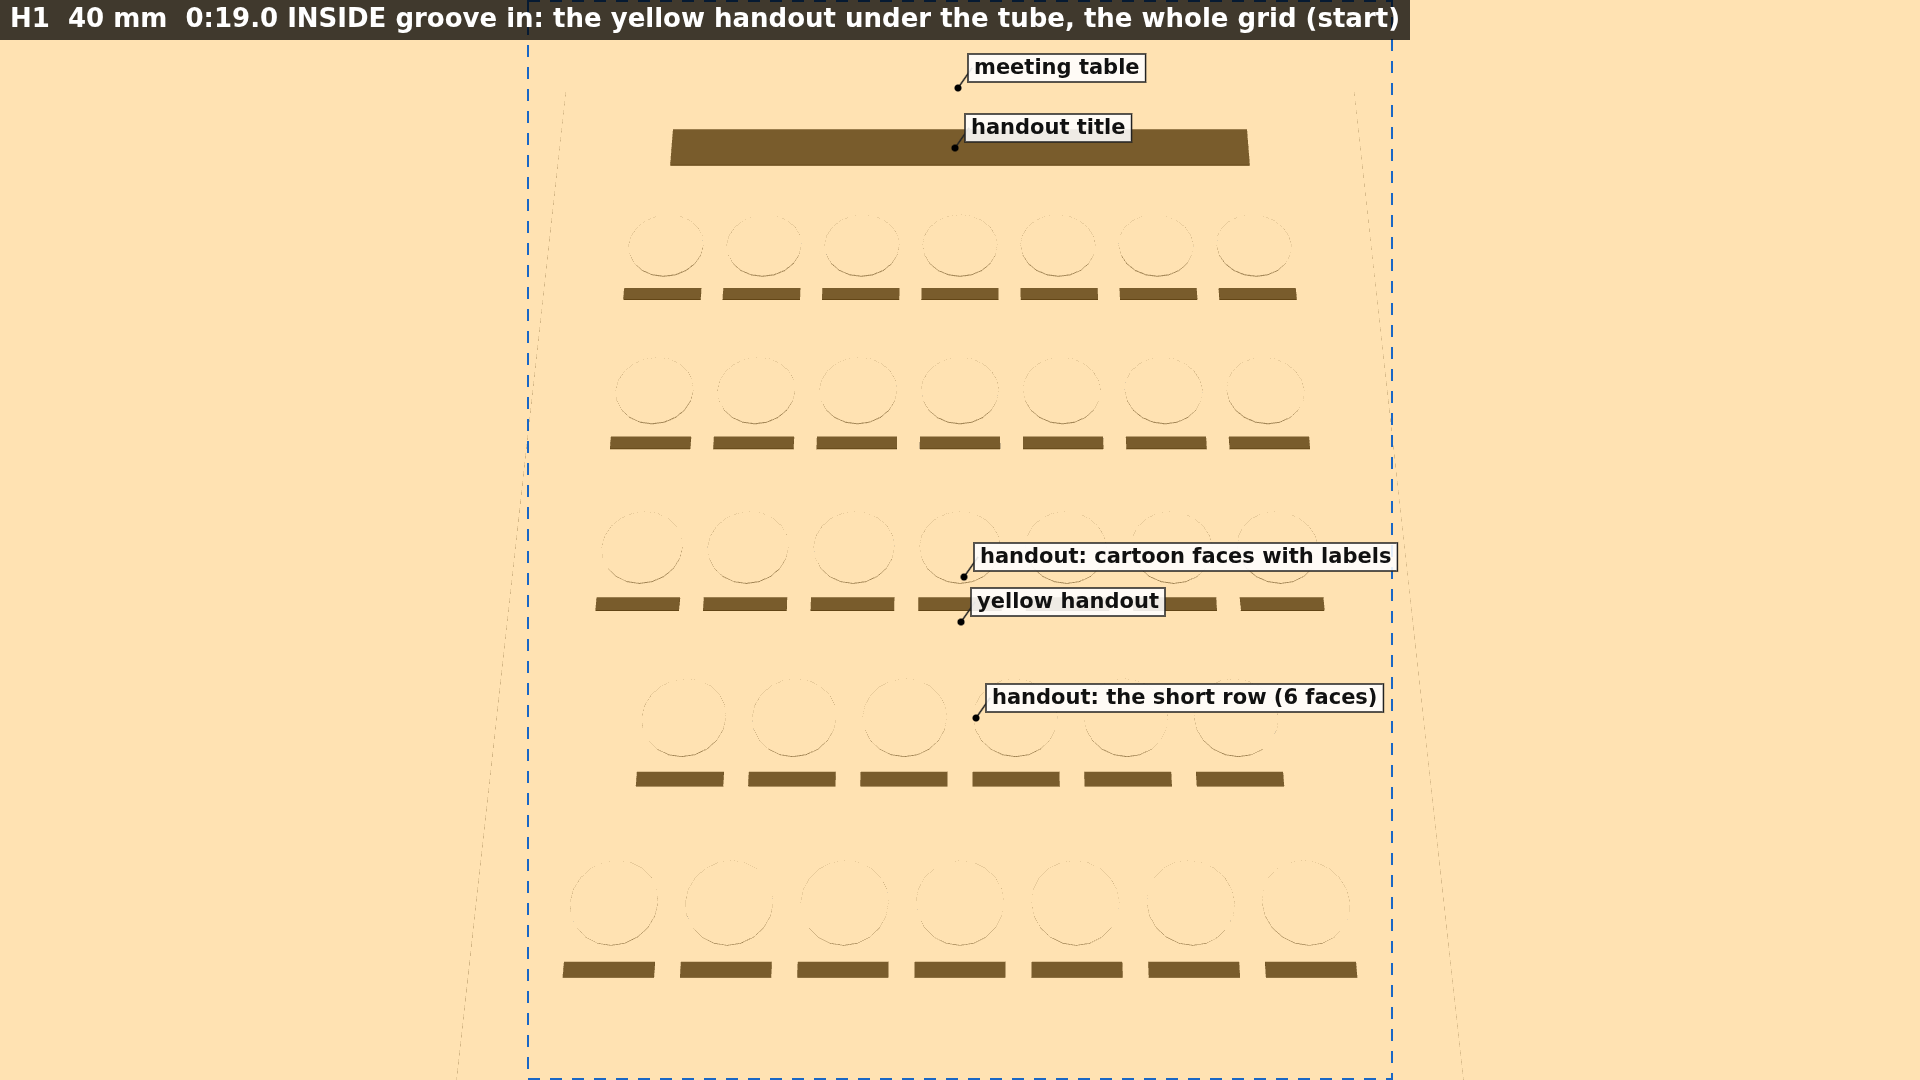 H1 40 mm 0:19.0 INSIDE groove in: the yellow handout under the tube, the whole grid (start)
meeting table
handout title
handout: cartoon faces with labels
yellow handout
handout: the short row (6 faces)